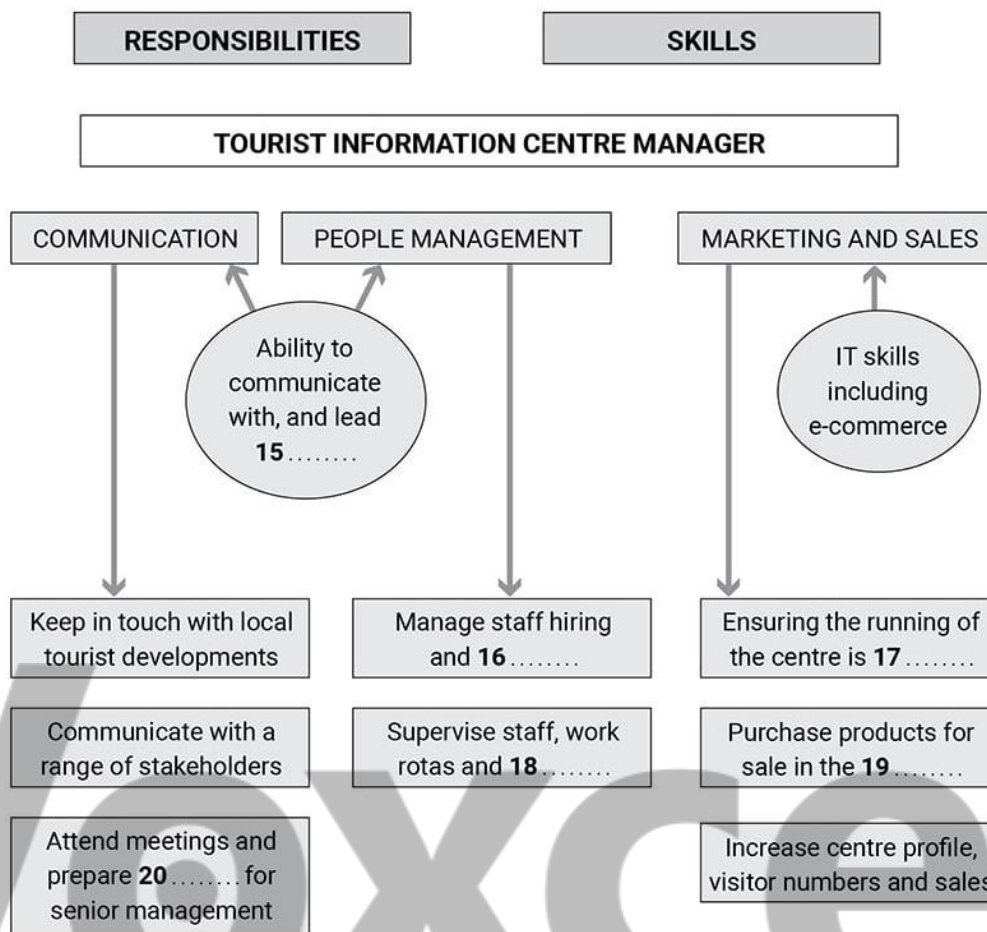 RESPONSIBILITIES
SKILLS
TOURIST INFORMATION CENTRE MANAGER
COMMUNICATION
PEOPLE MANAGEMENT
MARKETING AND SALES
Ability to
communicate
with, and lead
15 ........
IT skills
including
e-commerce
Keep in touch with local
tourist developments
Manage staff hiring
and 16 ........
Ensuring the running of
the centre is 17 ........
Communicate with a
range of stakeholders
Supervise staff, work
rotas and 18 ........
Purchase products for
sale in the 19 ........
Attend meetings and
prepare 20 ........ for
senior management
Increase centre profile,
visitor numbers and sales